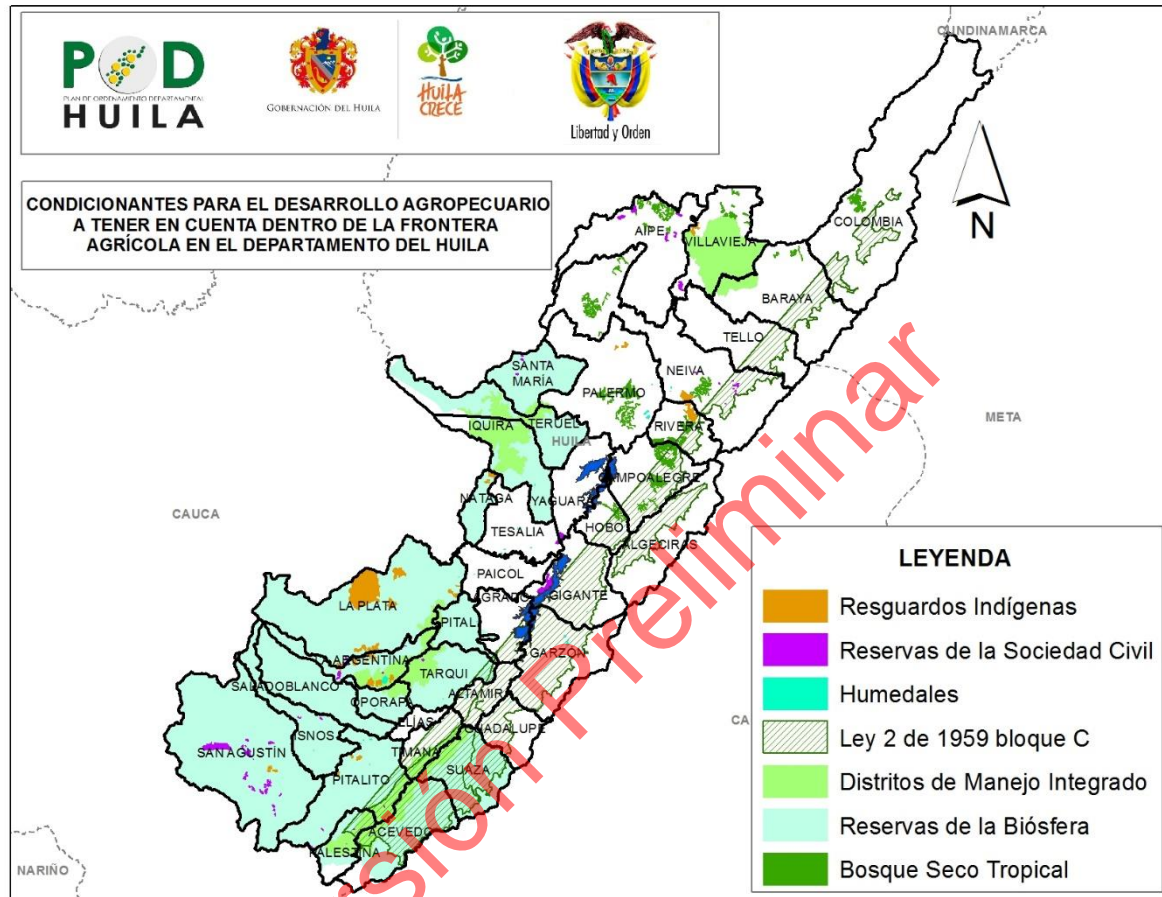 CUNDINAMARCA
POD
PLAN DE ORDENAMIENTO DEPARTAMENTAL
HUILA
GOBERNACIÓN DEL HUILA
HUILA
CRECE
Libertad y Orden
CONDICIONANTES PARA EL DESARROLLO AGROPECUARIO
A TENER EN CUENTA DENTRO DE LA FRONTERA
AGRÍCOLA EN EL DEPARTAMENTO DEL HUILA
N
COLOMBIA
AIPE
VILLAVIEJA
BARAYA
TELLO
NEIVA
SANTA
MARÍA
PALERMO
META
IQUIRA
TERUEL
RIVERA
HUILA
CAMPOALEGRE
NÁTAGA
YAGUARÁ
CAUCA
TESALIA
HOBO
ALGECIRAS
PAICOL
AGRADO
GIGANTE
LA PLATA
PITAL
GARZÓN
LA ARGENTINA
TARQUI
SALADOBLANCO
OPORAPA
ALTAMIRA
ELÍAS
GUADALUPE
ISNOS
SAN AGUSTÍN
TIMANÁ
SUAZA
PITALITO
ACEVEDO
PALESTINA
NARIÑO
CA
LEYENDA
Resguardos Indígenas
Reservas de la Sociedad Civil
Humedales
Ley 2 de 1959 bloque C
Distritos de Manejo Integrado
Reservas de la Biósfera
Bosque Seco Tropical
sión Preliminar